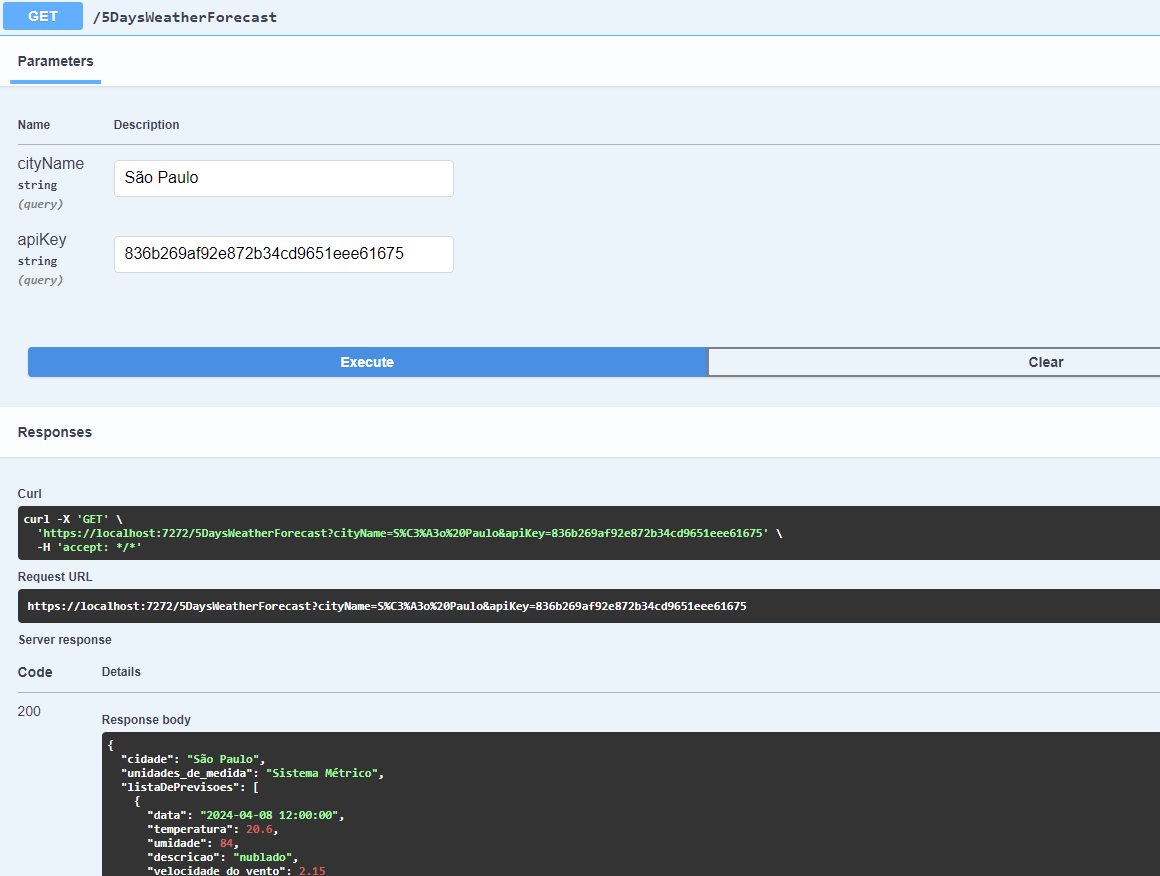 GET /5DaysWeatherForecast
Parameters
Name Description
cityName
string
(query)
São Paulo
apiKey
string
(query)
836b269af92e872b34cd9651eee61675
Execute Clear
Responses
Curl
curl -X 'GET' \
'https://localhost:7272/5DaysWeatherForecast?cityName=S%C3%A3o%20Paulo&apiKey=836b269af92e872b34cd9651eee61675' \
-H 'accept: */*'
Request URL
https://localhost:7272/5DaysWeatherForecast?cityName=S%C3%A3o%20Paulo&apiKey=836b269af92e872b34cd9651eee61675
Server response
Code Details
200
Response body
{
"cidade": "São Paulo",
"unidades_de_medida": "Sistema Métrico",
"listaDePrevisoes": [
{
"data": "2024-04-08 12:00:00",
"temperatura": 20.6,
"umidade": 84,
"descricao": "nublado",
"velocidade_do_vento": 2.15